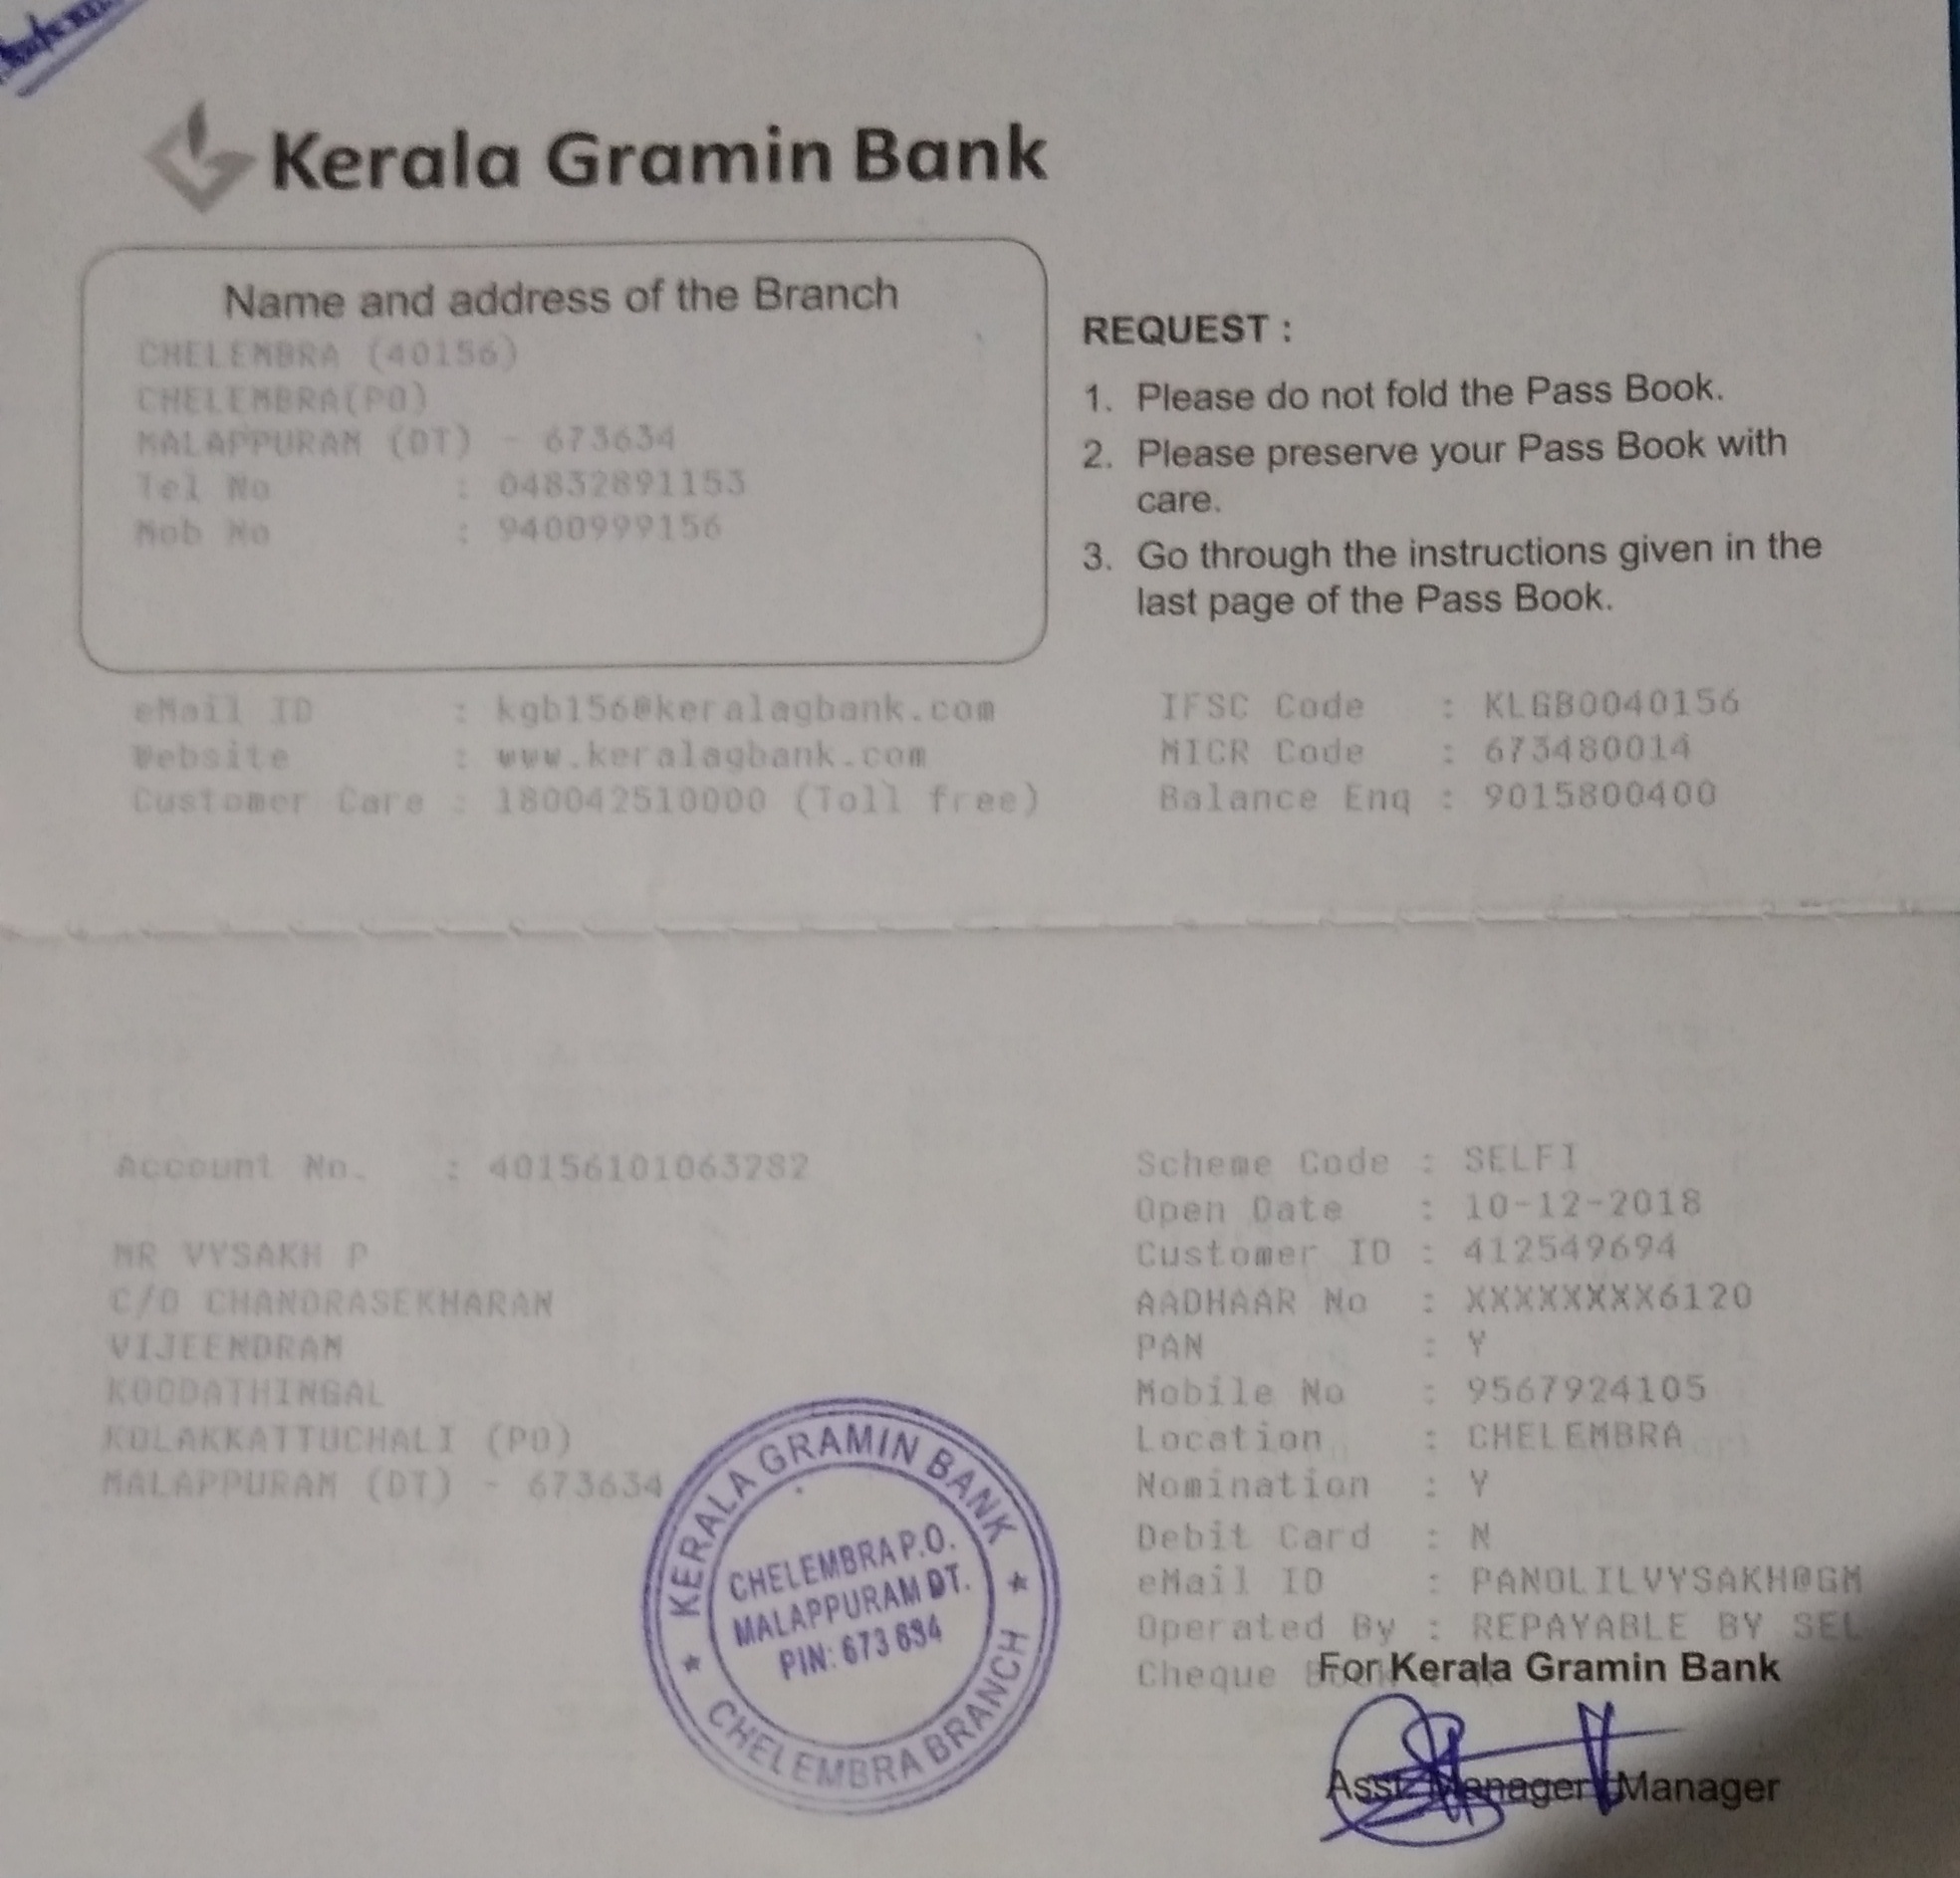 Kerala Gramin Bank
Name and address of the Branch
CHELEMBRA (40156)
CHELEMBRA(PO)
MALAPPURAM (DT) - 673634
Tel No : 04832891153
Mob No : 9400999156
REQUEST :
1. Please do not fold the Pass Book.
2. Please preserve your Pass Book with
care.
3. Go through the instructions given in the
last page of the Pass Book.
eMail ID : kgb156@keralagbank.com
Website : www.keralagbank.com
Customer Care : 180042510000 (Toll free)
IFSC Code : KLGB0040156
MICR Code : 673480014
Balance Enq : 9015800400
Account No. : 40156101063282
MR VYSAKH P
C/O CHANDRASEKHARAN
VIJEENDRAM
KODDATHINGAL
KOLAKKATTUCHALI (PO)
MALAPPURAM (DT) - 673634
Scheme Code : SELFI
Open Date : 10-12-2018
Customer ID : 412549694
AADHAAR No : XXXXXXXX6120
PAN : Y
Mobile No : 9567924105
Location : CHELEMBRA
Nomination : Y
Debit Card : N
eMail ID : PANOLILVYSAKH@GM
Operated By : REPAYABLE BY SEL
Cheque
For Kerala Gramin Bank
Asst. Manager / Manager
KERALA GRAMIN BANK
CHELEMBRA P.O.
MALAPPURAM DT.
PIN: 673 634
CHELEMBRA BRANCH